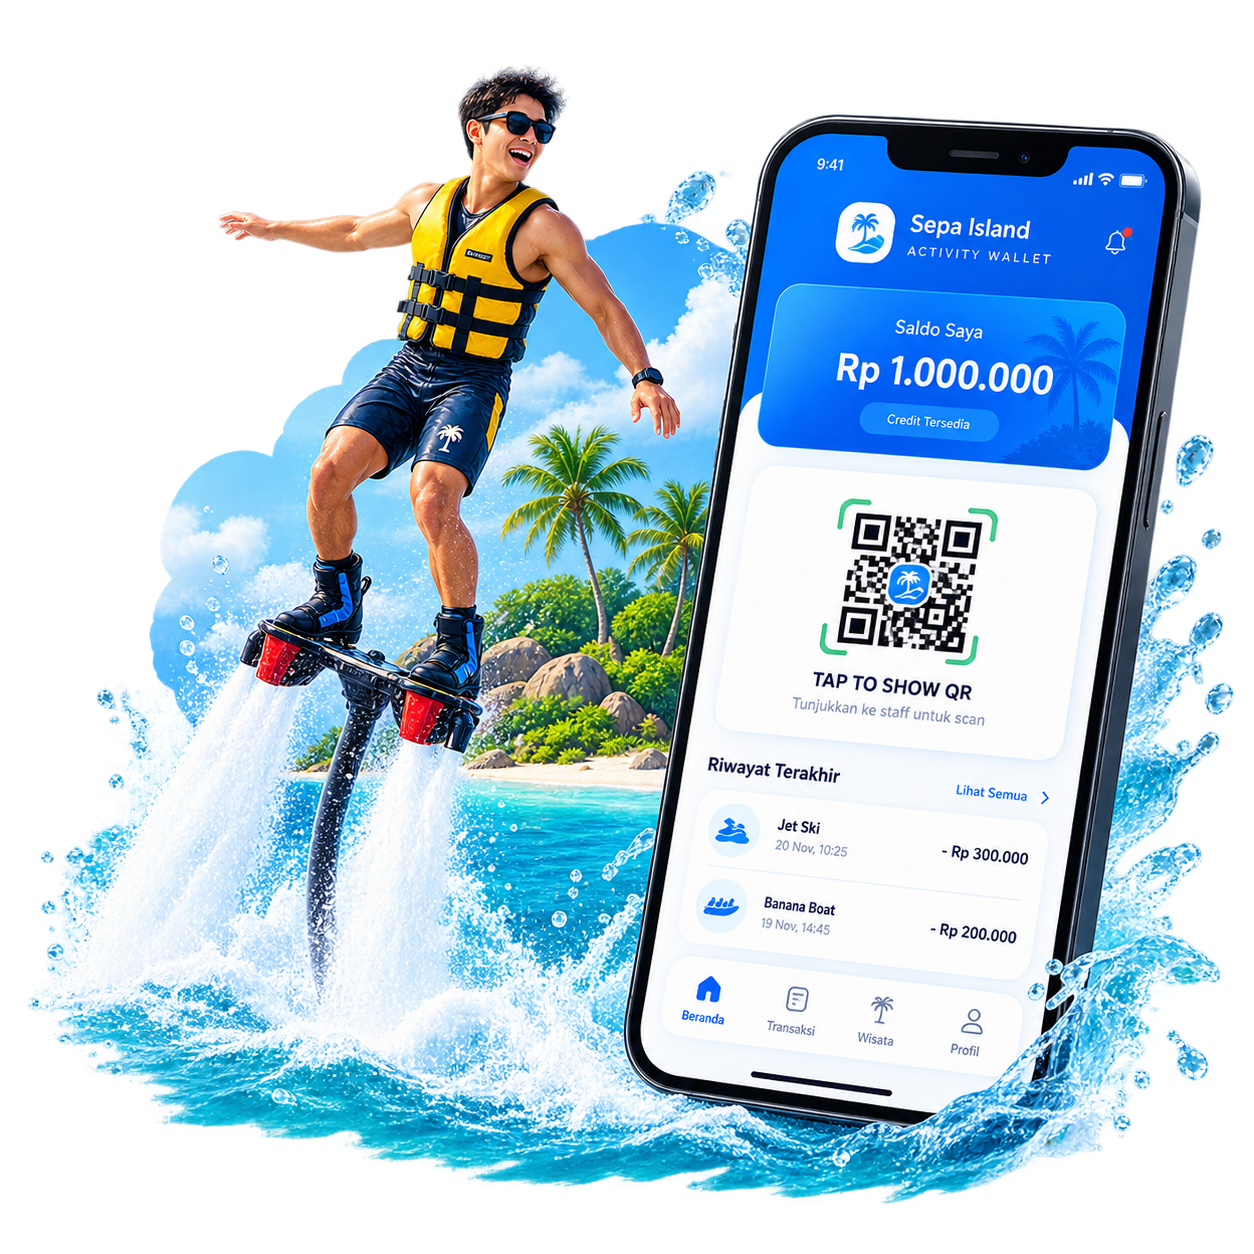 9:41
Sepa Island
ACTIVITY WALLET
Saldo Saya
Rp 1.000.000
Credit Tersedia
TAP TO SHOW QR
Tunjukkan ke staff untuk scan
Riwayat Terakhir
Lihat Semua
Jet Ski
- Rp 300.000
20 Nov, 10:25
Banana Boat
- Rp 200.000
19 Nov, 14:45
Beranda
Transaksi
Wisata
Profil